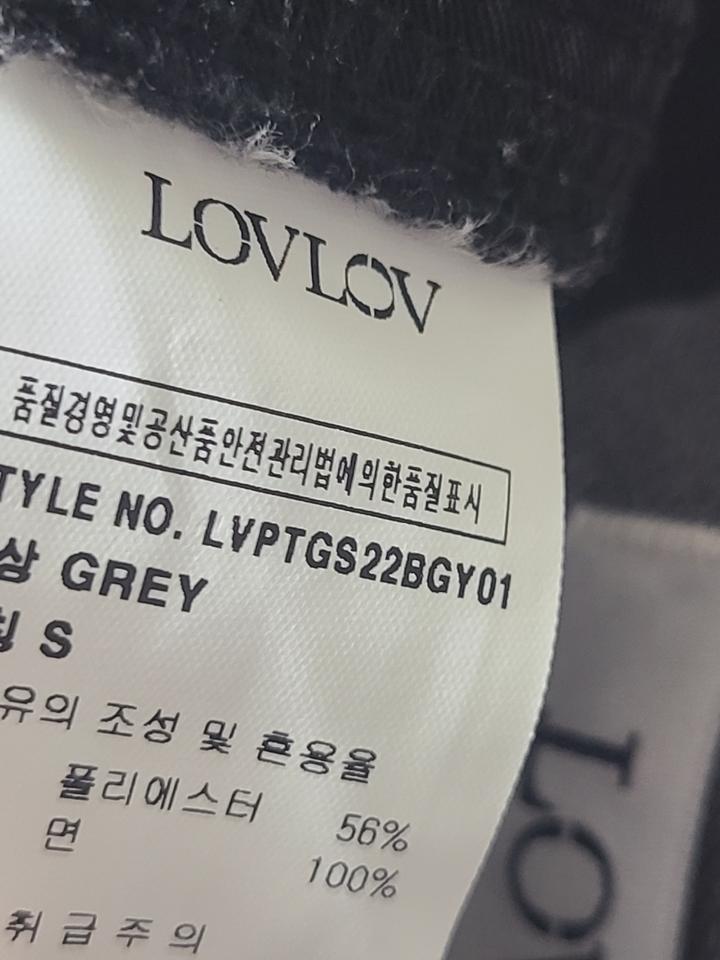 LOVLOV
품질경영및공산품안전관리법에의한품질표시
TYLE NO. LVPTGS22BGY01
상 GREY
S
유의 조성 및 혼용율
폴리에스터 56%
면 100%
취급주의
LO